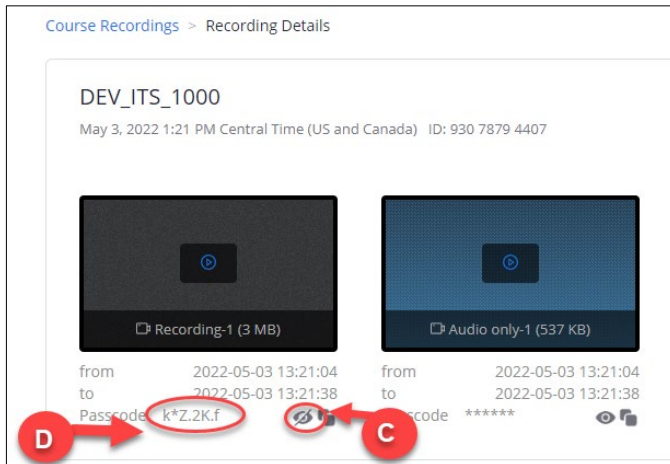 Course Recordings > Recording Details
DEV_ITS_1000
May 3, 2022 1:21 PM Central Time (US and Canada) ID: 930 7879 4407
Recording-1 (3 MB)
from 2022-05-03 13:21:04
to 2022-05-03 13:21:38
Passcode k*Z.2K.f
D
C
Audio only-1 (537 KB)
from 2022-05-03 13:21:04
to 2022-05-03 13:21:38
******